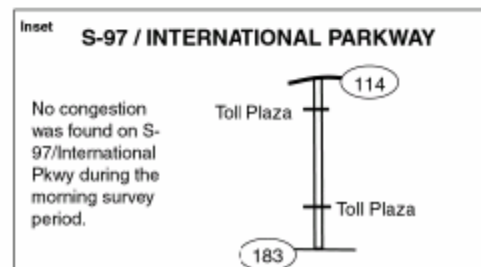 Inset
S-97 / INTERNATIONAL PARKWAY
114
No congestion
was found on S-
97/International
Pkwy during the
morning survey
period.
Toll Plaza
Toll Plaza
183